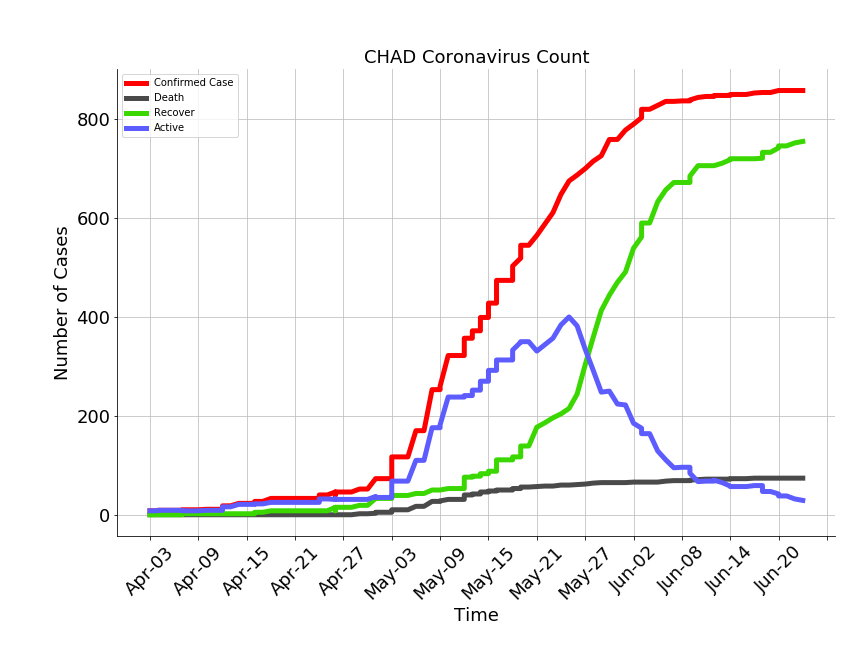 CHAD Coronavirus Count
Confirmed Case
Death
Recover
Active
Number of Cases
800
600
400
200
0
Apr-03
Apr-09
Apr-15
Apr-21
Apr-27
May-03
May-09
May-15
May-21
May-27
Jun-02
Jun-08
Jun-14
Jun-20
Time